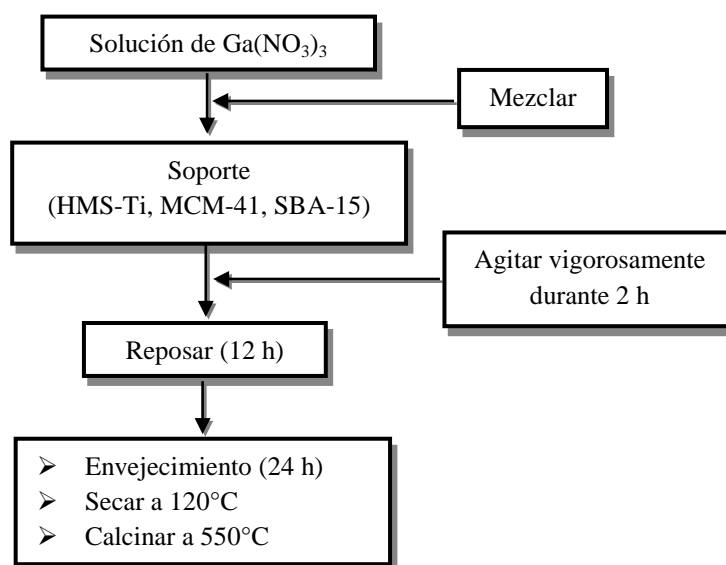 Solución de Ga(NO₃)₃
Mezclar
Soporte
(HMS-Ti, MCM-41, SBA-15)
Agitar vigorosamente
durante 2 h
Reposar (12 h)
➢ Envejecimiento (24 h)
➢ Secar a 120°C
➢ Calcinar a 550°C